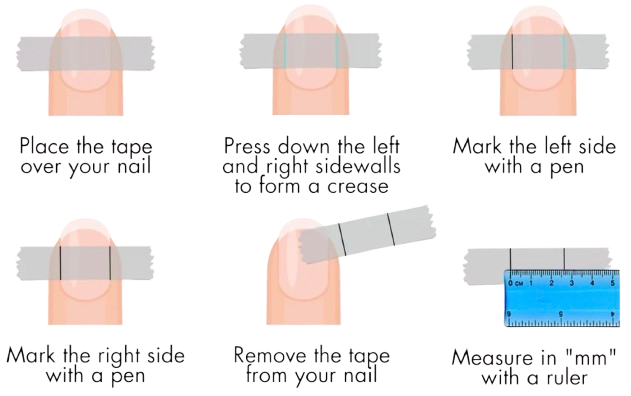 Place the tape
over your nail
Press down the left
and right sidewalls
to form a crease
Mark the left side
with a pen
Mark the right side
with a pen
Remove the tape
from your nail
0 CM 1 2 3 4 5
6 5
Measure in "mm"
with a ruler